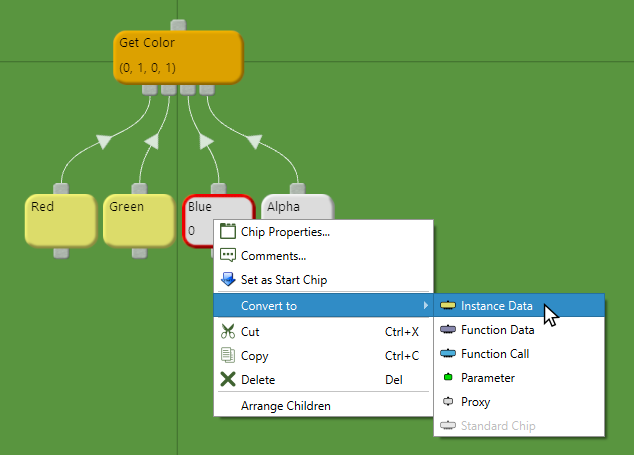 Get Color
(0, 1, 0, 1)
Red
Green
Blue
0
Alpha
Chip Properties...
Comments...
Set as Start Chip
Convert to
Cut Ctrl+X
Copy Ctrl+C
Delete Del
Arrange Children
Instance Data
Function Data
Function Call
Parameter
Proxy
Standard Chip